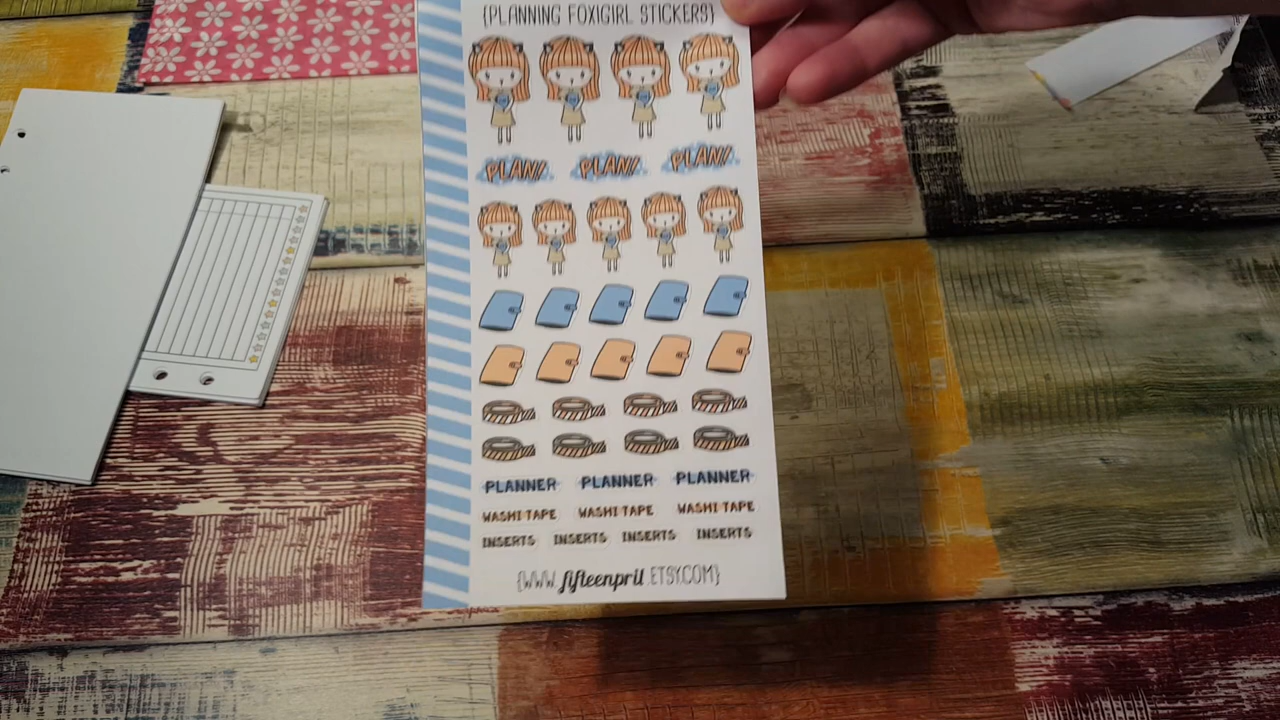 {PLANNING FOXIGIRL STICKERS}
PLAN! PLAN! PLAN!
PLANNER PLANNER PLANNER
WASHI TAPE WASHI TAPE WASHI TAPE
INSERTS INSERTS INSERTS INSERTS
{WWW.fifteenpril.ETSY.COM}